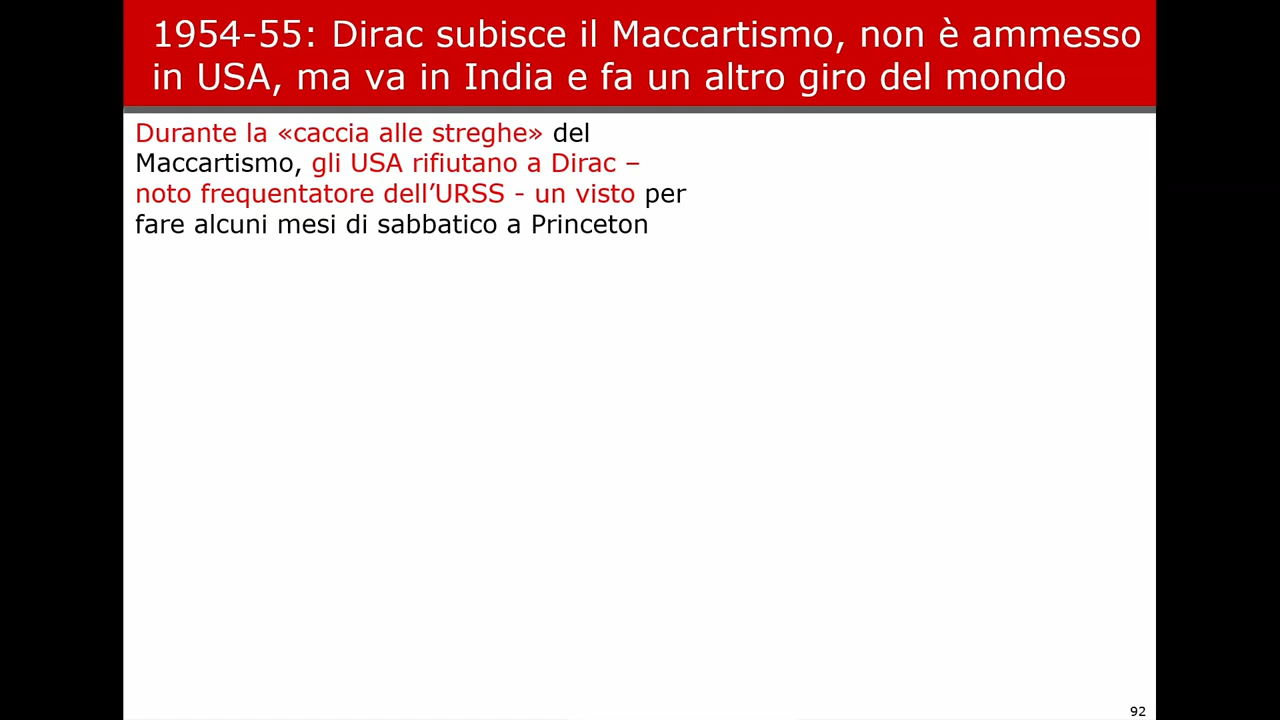 1954-55: Dirac subisce il Maccartismo, non è ammesso
in USA, ma va in India e fa un altro giro del mondo
Durante la «caccia alle streghe» del
Maccartismo, gli USA rifiutano a Dirac –
noto frequentatore dell’URSS - un visto per
fare alcuni mesi di sabbatico a Princeton
92